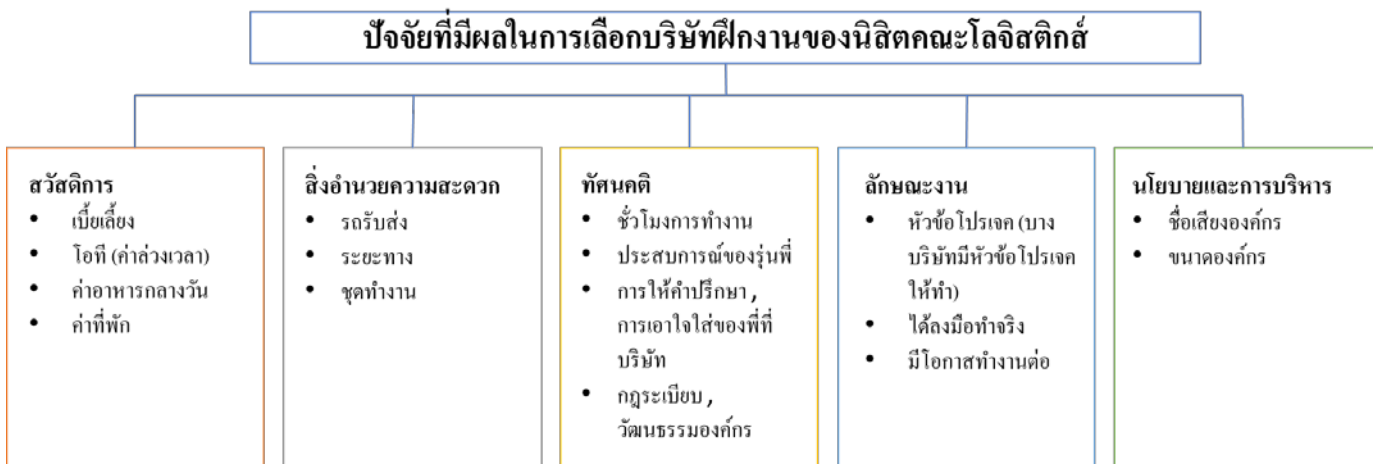 ปัจจัยที่มีผลในการเลือกบริษัทฝึกงานของนิสิตคณะโลจิสติกส์
สวัสดิการ
• เบี้ยเลี้ยง
• โอที (ค่าล่วงเวลา)
• ค่าอาหารกลางวัน
• ค่าที่พัก
สิ่งอำนวยความสะดวก
• รถรับส่ง
• ระยะทาง
• ชุดทำงาน
ทัศนคติ
• ชั่วโมงการทำงาน
• ประสบการณ์ของรุ่นพี่
• การให้คำปรึกษา ,
การเอาใจใส่ของพี่ที่
บริษัท
• กฎระเบียบ ,
วัฒนธรรมองค์กร
ลักษณะงาน
• หัวข้อโปรเจค (บาง
บริษัทมีหัวข้อโปรเจค
ให้ทำ)
• ได้ลงมือทำจริง
• มีโอกาสทำงานต่อ
นโยบายและการบริหาร
• ชื่อเสียงองค์กร
• ขนาดองค์กร